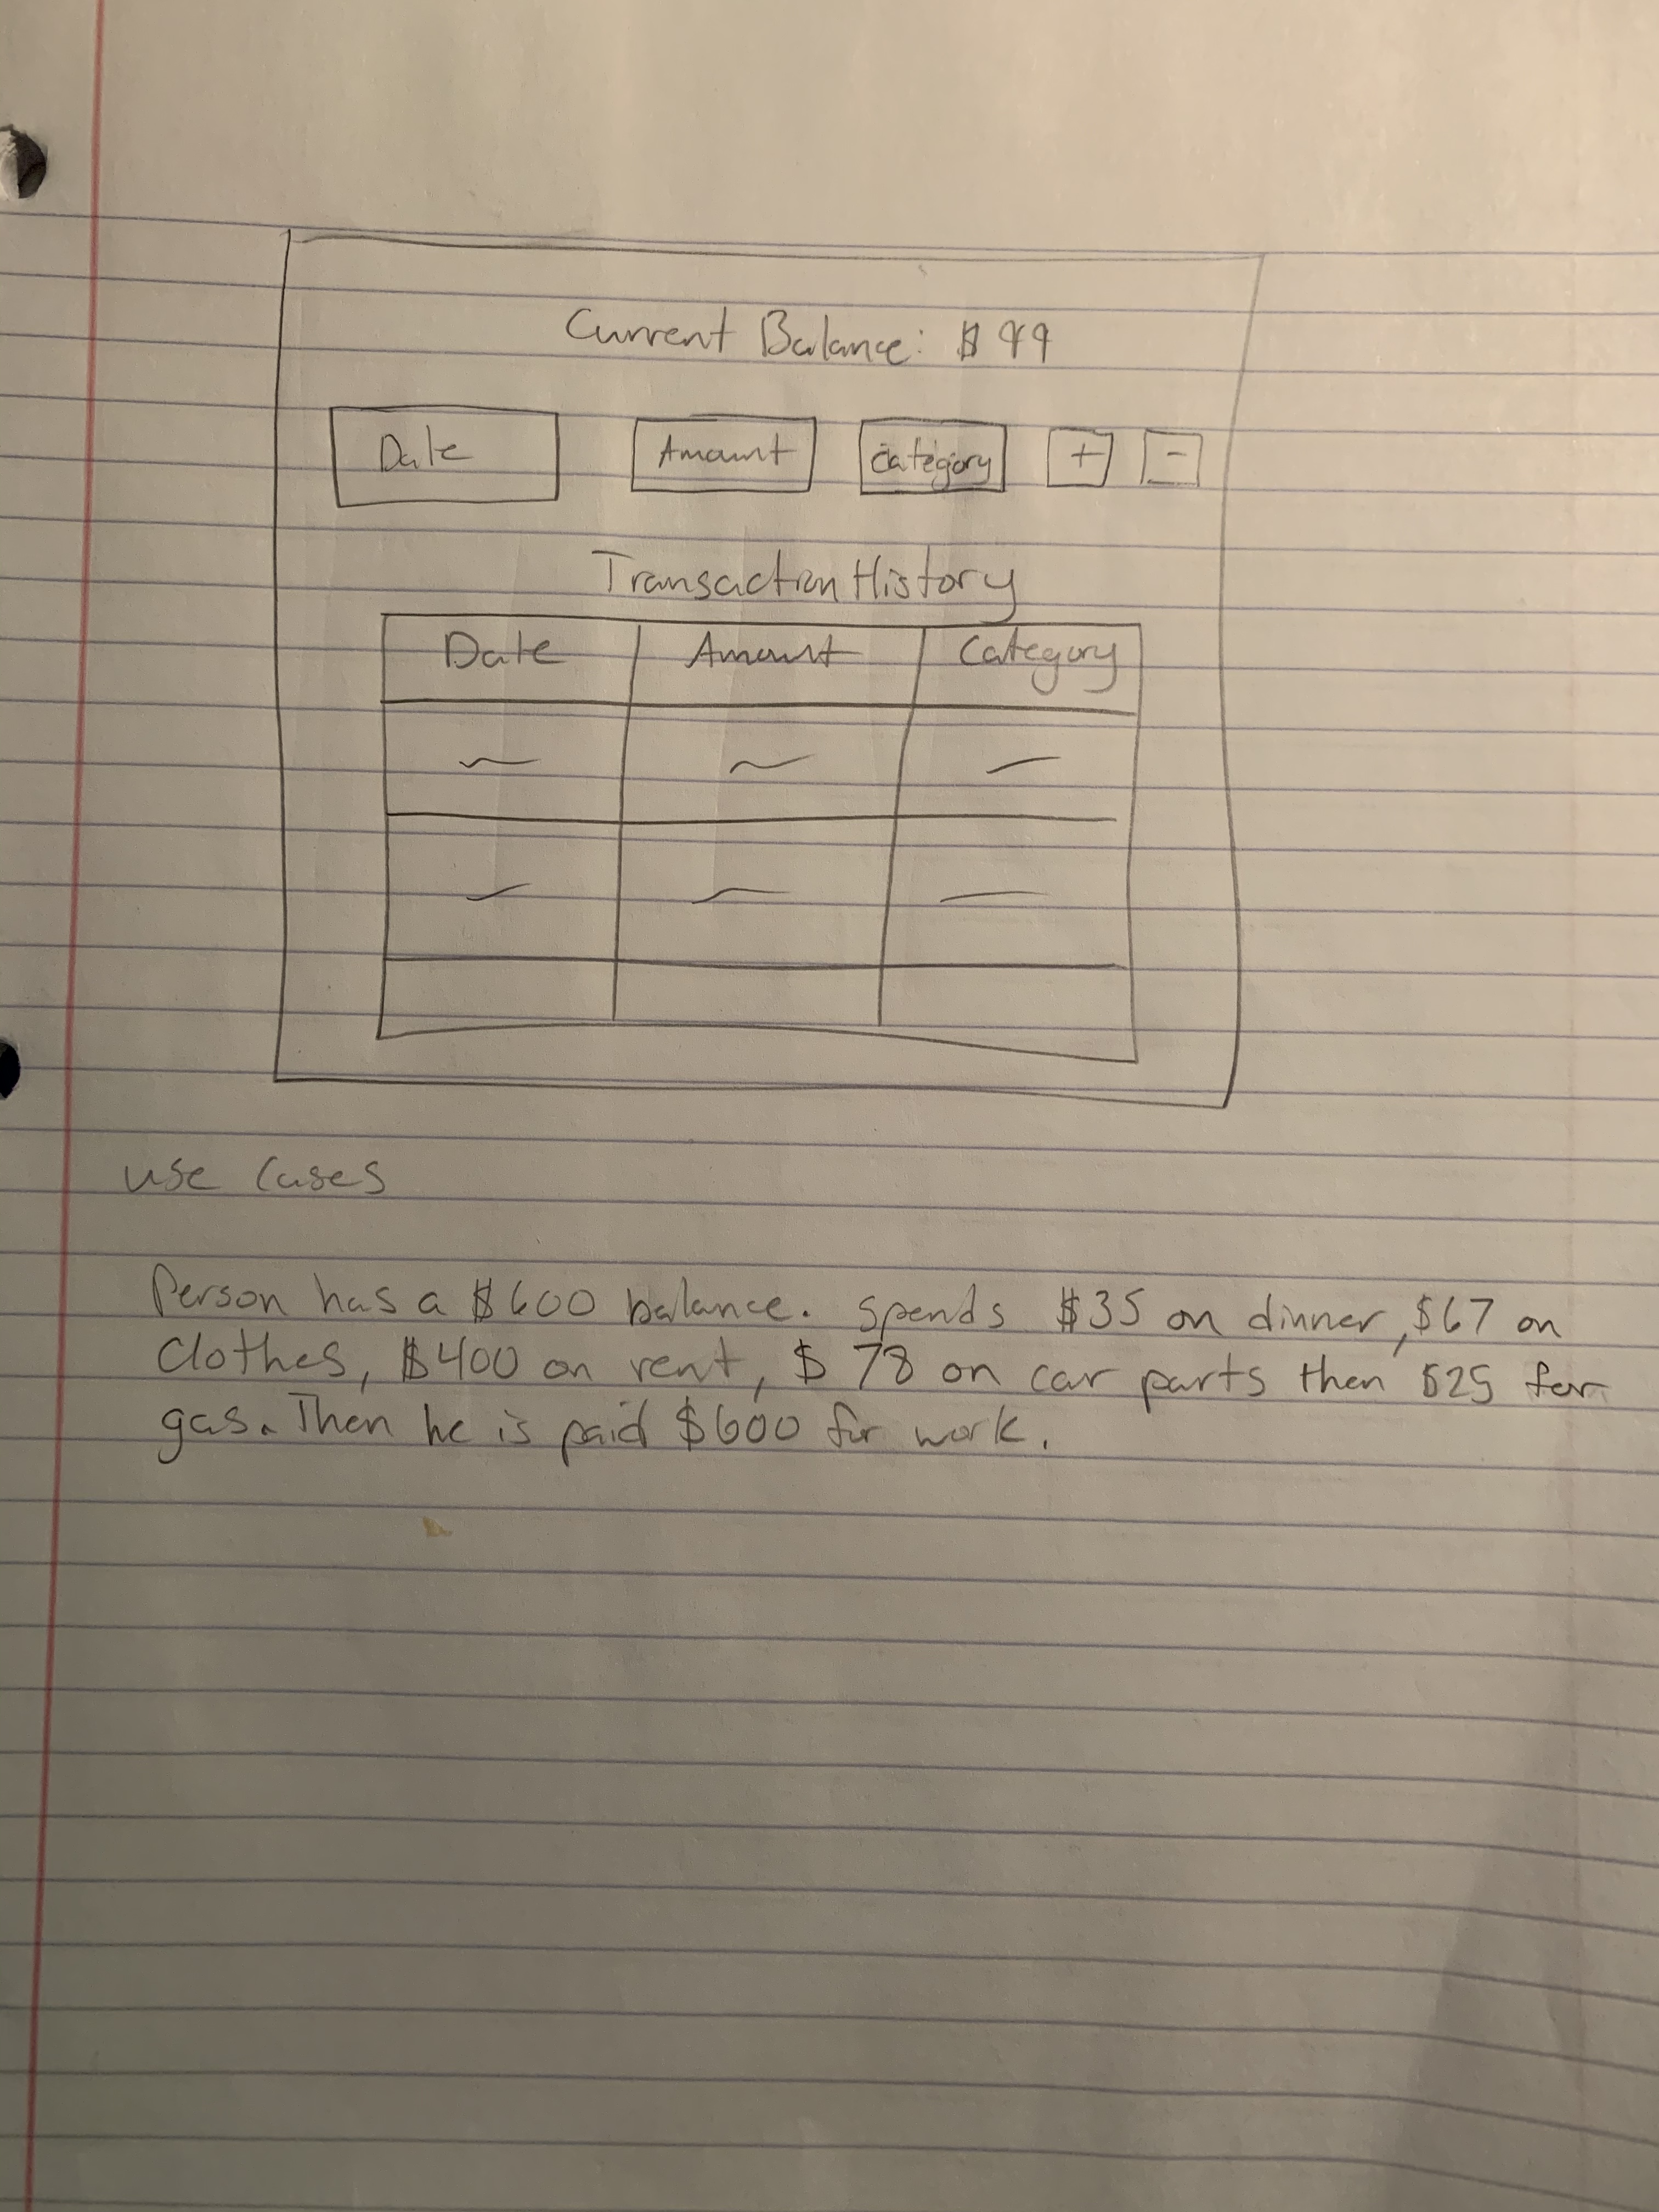 Current Balance: $99
Date Amount Category + -
Transaction History
Date Amount Category
use cases
Person has a $600 balance. Spends $35 on dinner, $67 on
clothes, $400 on rent, $78 on car parts then $25 for
gas. Then he is paid $600 for work.